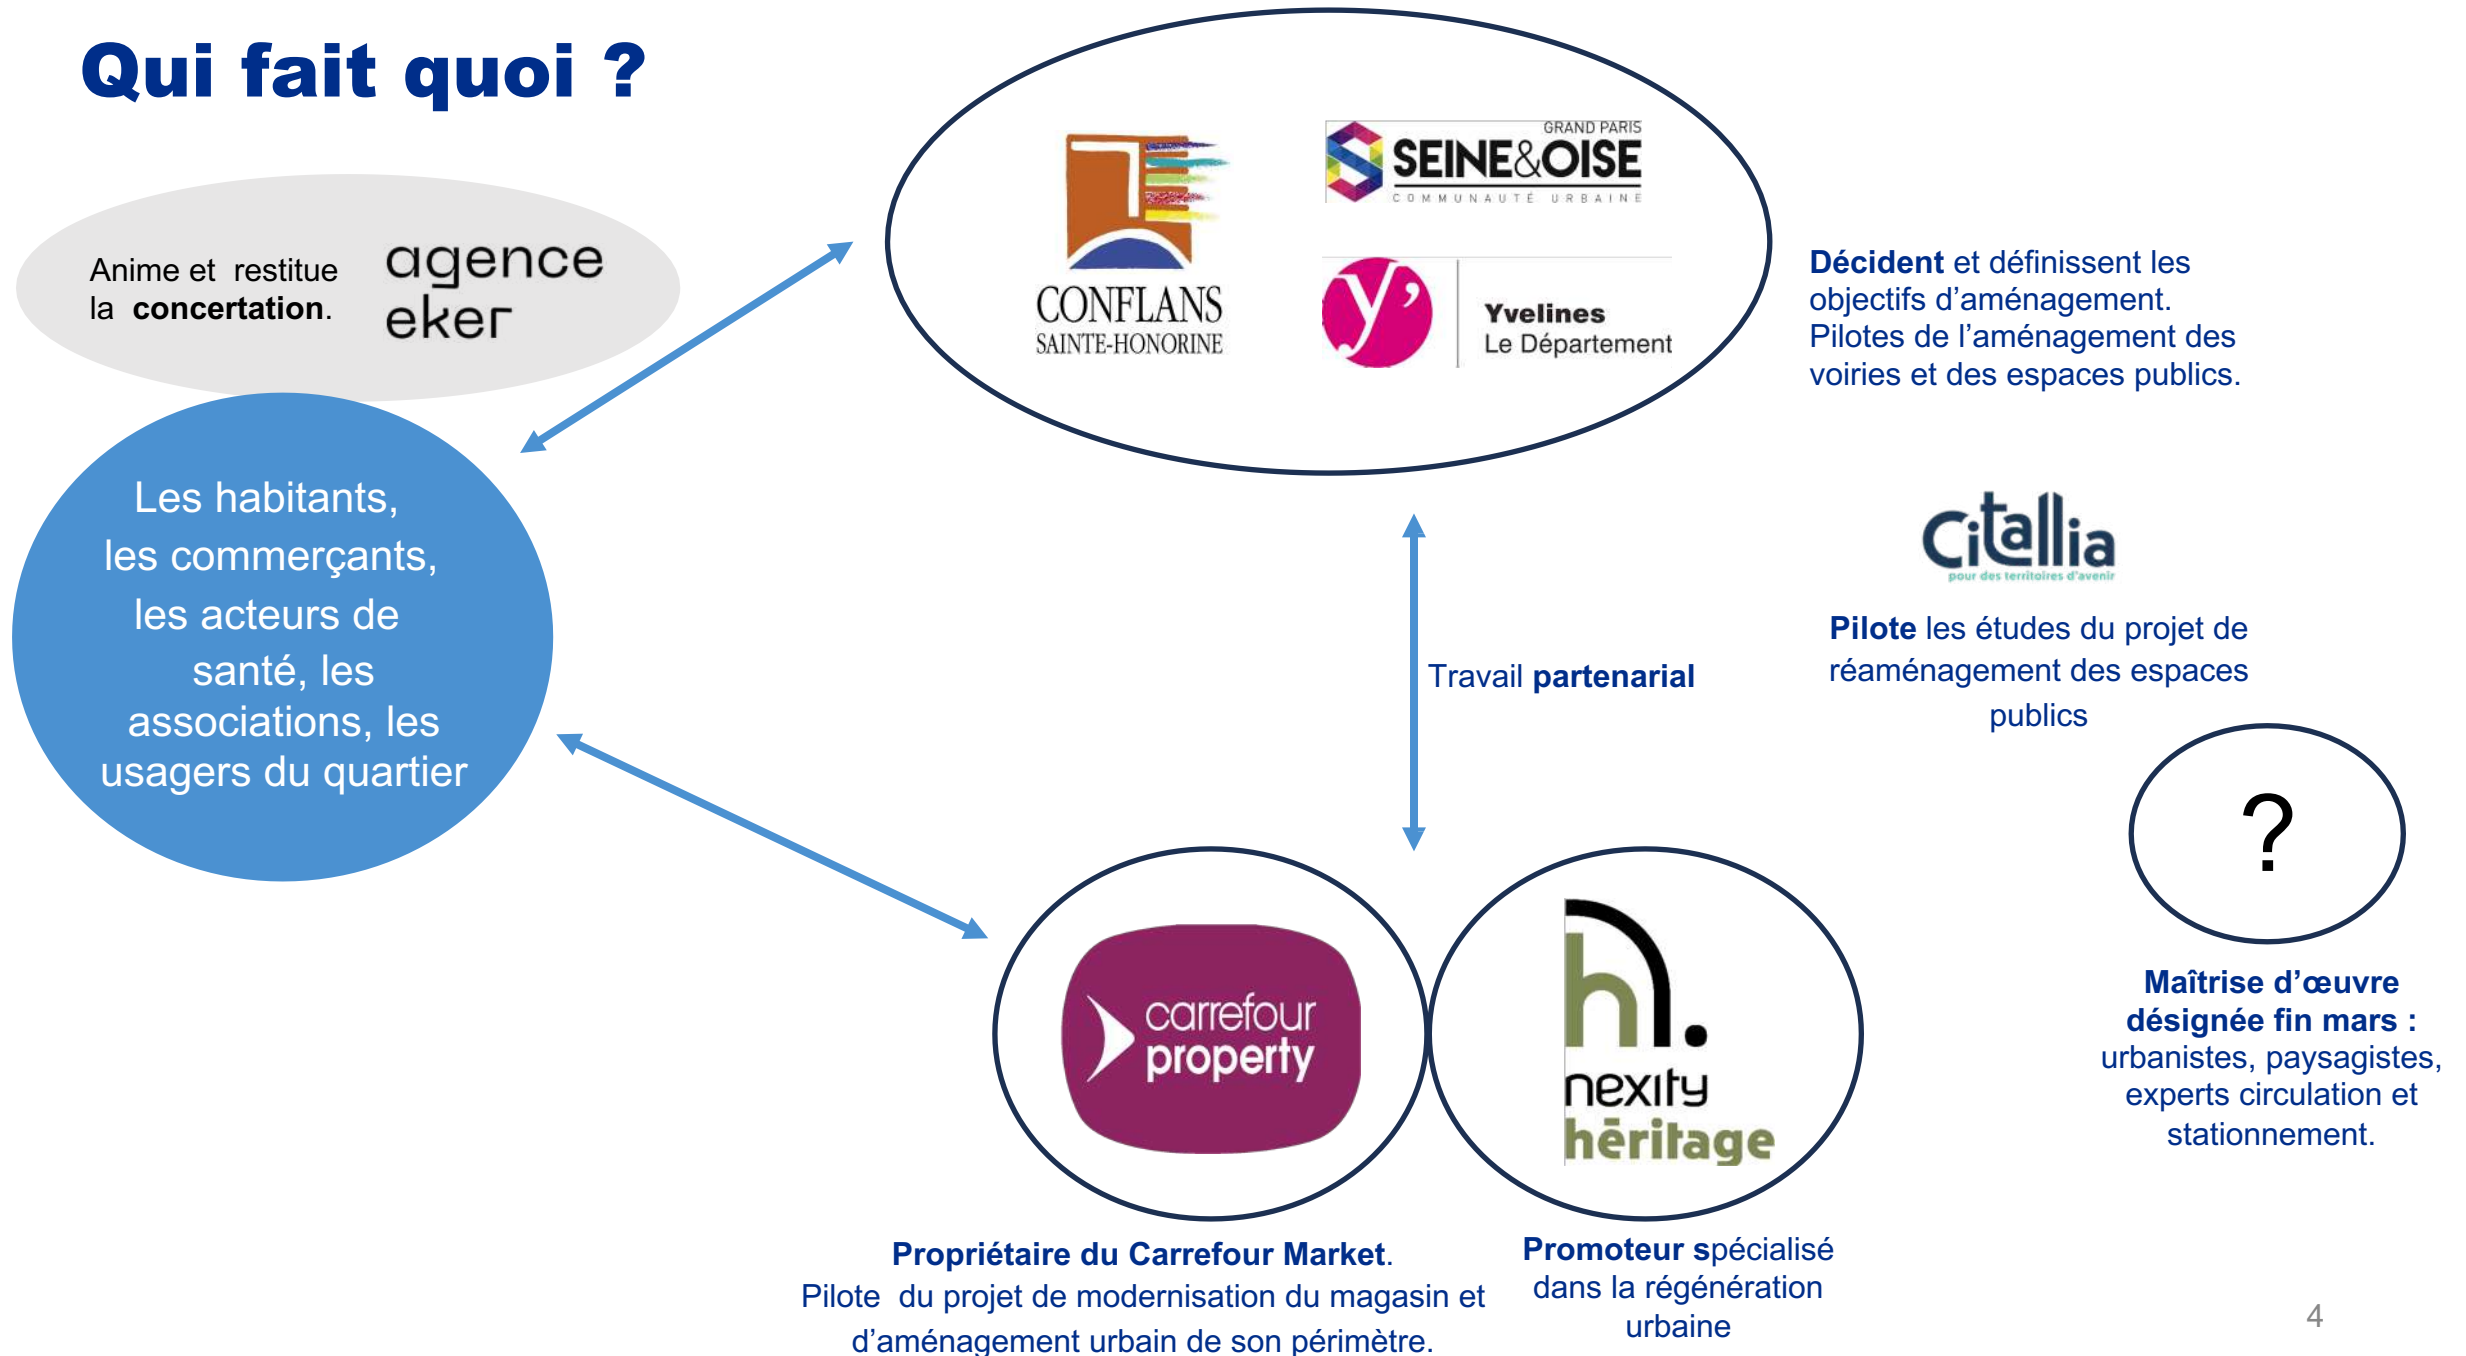 Qui fait quoi ?
Anime et restitue
la concertation.
agence
eker
Les habitants,
les commerçants,
les acteurs de
santé, les
associations, les
usagers du quartier
CONFLANS
SAINTE-HONORINE
GRAND PARIS
SEINE&OISE
COMMUNAUTÉ URBAINE
y'
Yvelines
Le Département
Décident et définissent les
objectifs d’aménagement.
Pilotes de l’aménagement des
voiries et des espaces publics.
Citallia
pour des territoires d'avenir
Pilote les études du projet de
réaménagement des espaces
publics
Travail partenarial
?
Maîtrise d’œuvre
désignée fin mars :
urbanistes, paysagistes,
experts circulation et
stationnement.
carrefour
property
h.
nexity
héritage
Propriétaire du Carrefour Market.
Pilote du projet de modernisation du magasin et
d’aménagement urbain de son périmètre.
Promoteur spécialisé
dans la régénération
urbaine
4